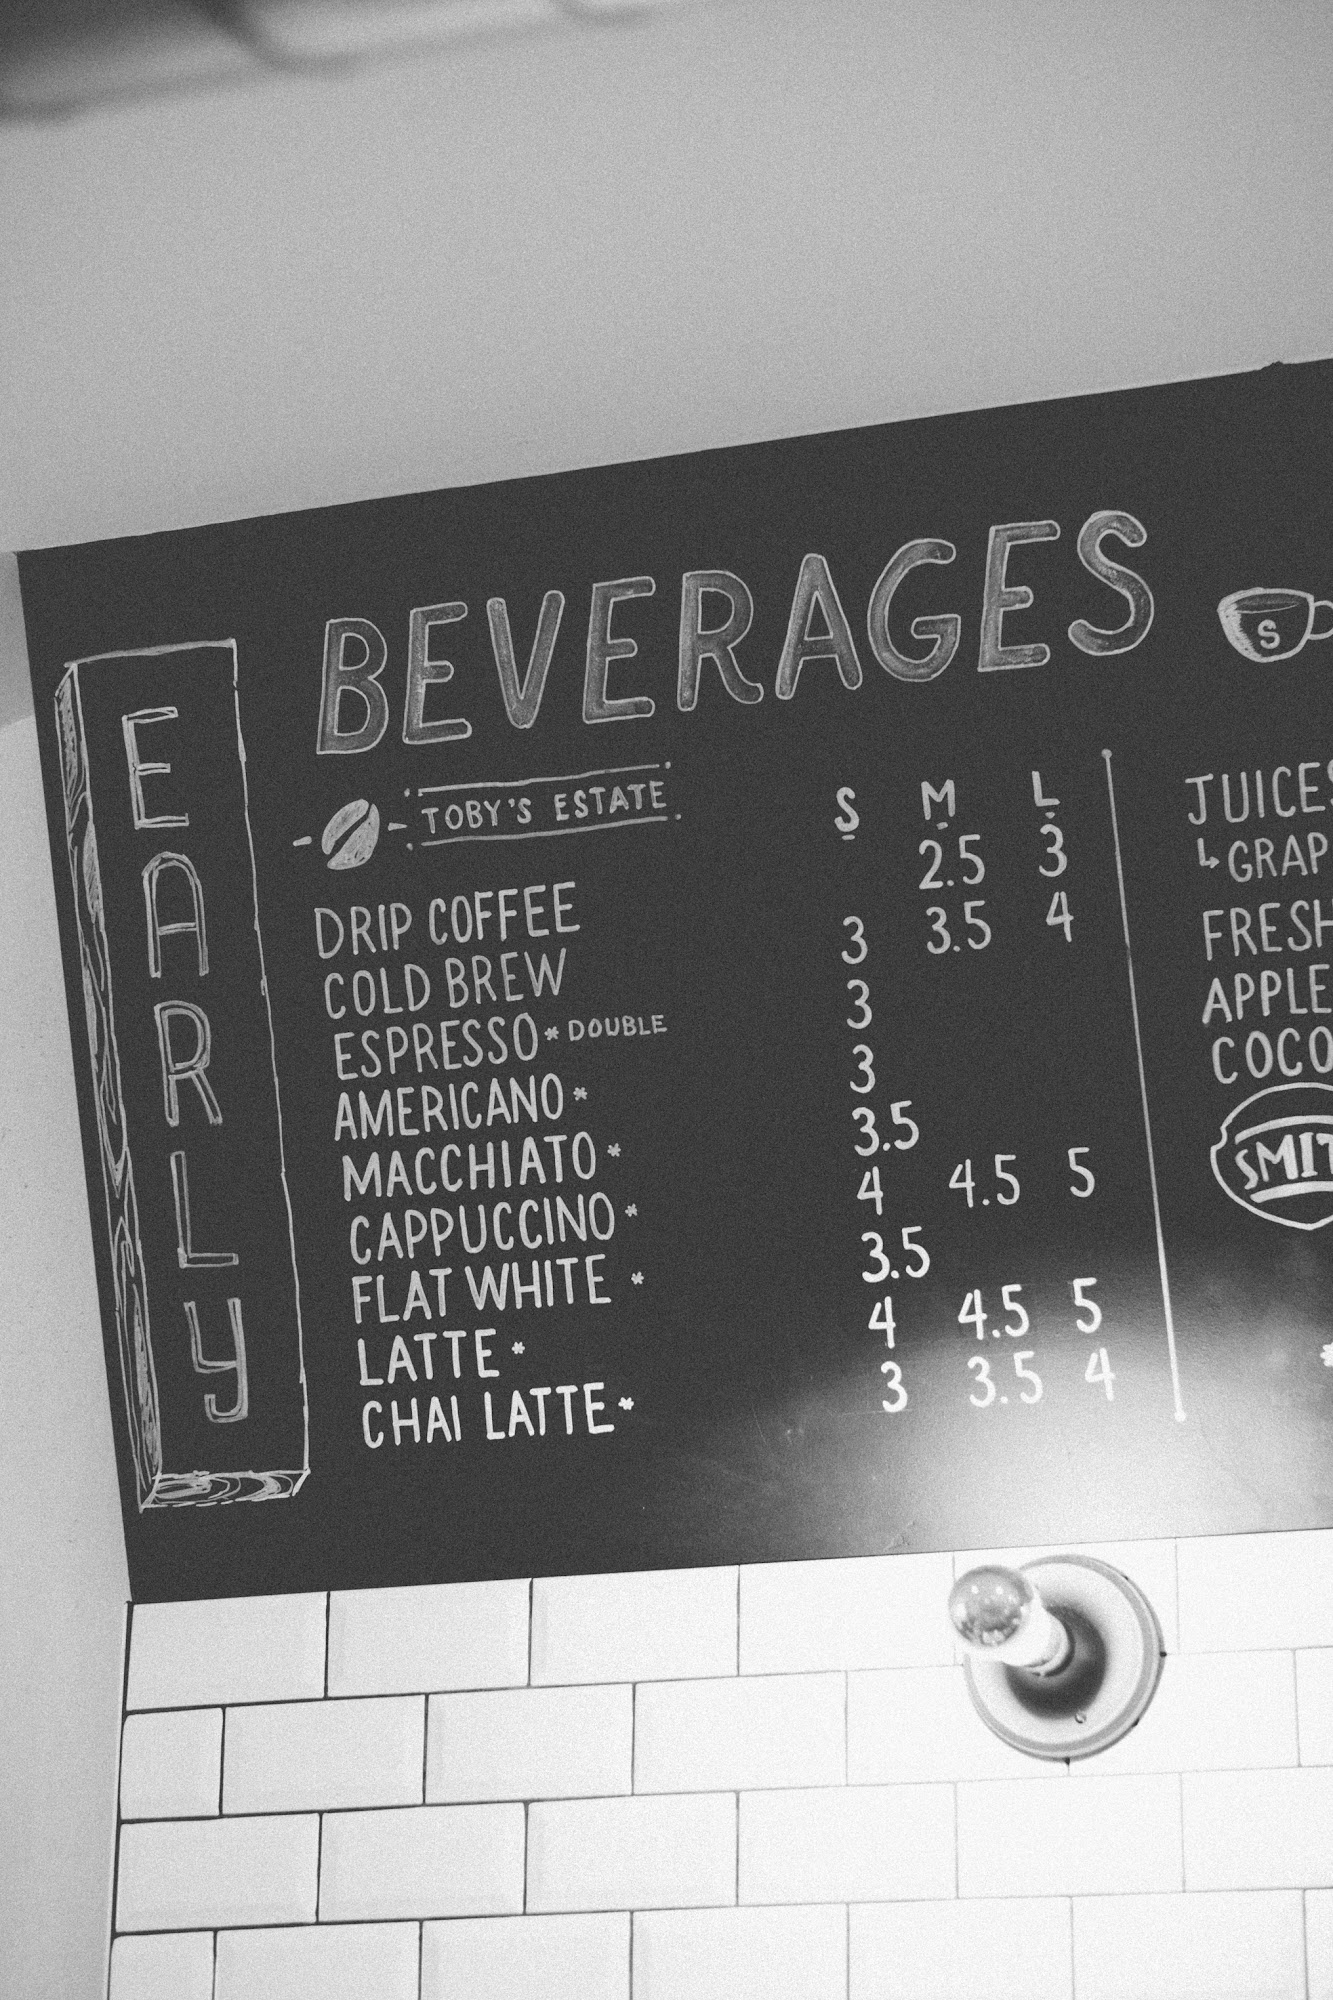 EARLY
BEVERAGES
S
TOBY'S ESTATE
S M L
DRIP COFFEE 2.5 3
COLD BREW 3 3.5 4
ESPRESSO * DOUBLE 3
AMERICANO * 3
MACCHIATO * 3.5
CAPPUCCINO * 4 4.5 5
FLAT WHITE * 3.5
LATTE * 4 4.5 5
CHAI LATTE * 3 3.5 4
JUICES
↳ GRAP
FRESH
APPLE
COCO
SMIT
*